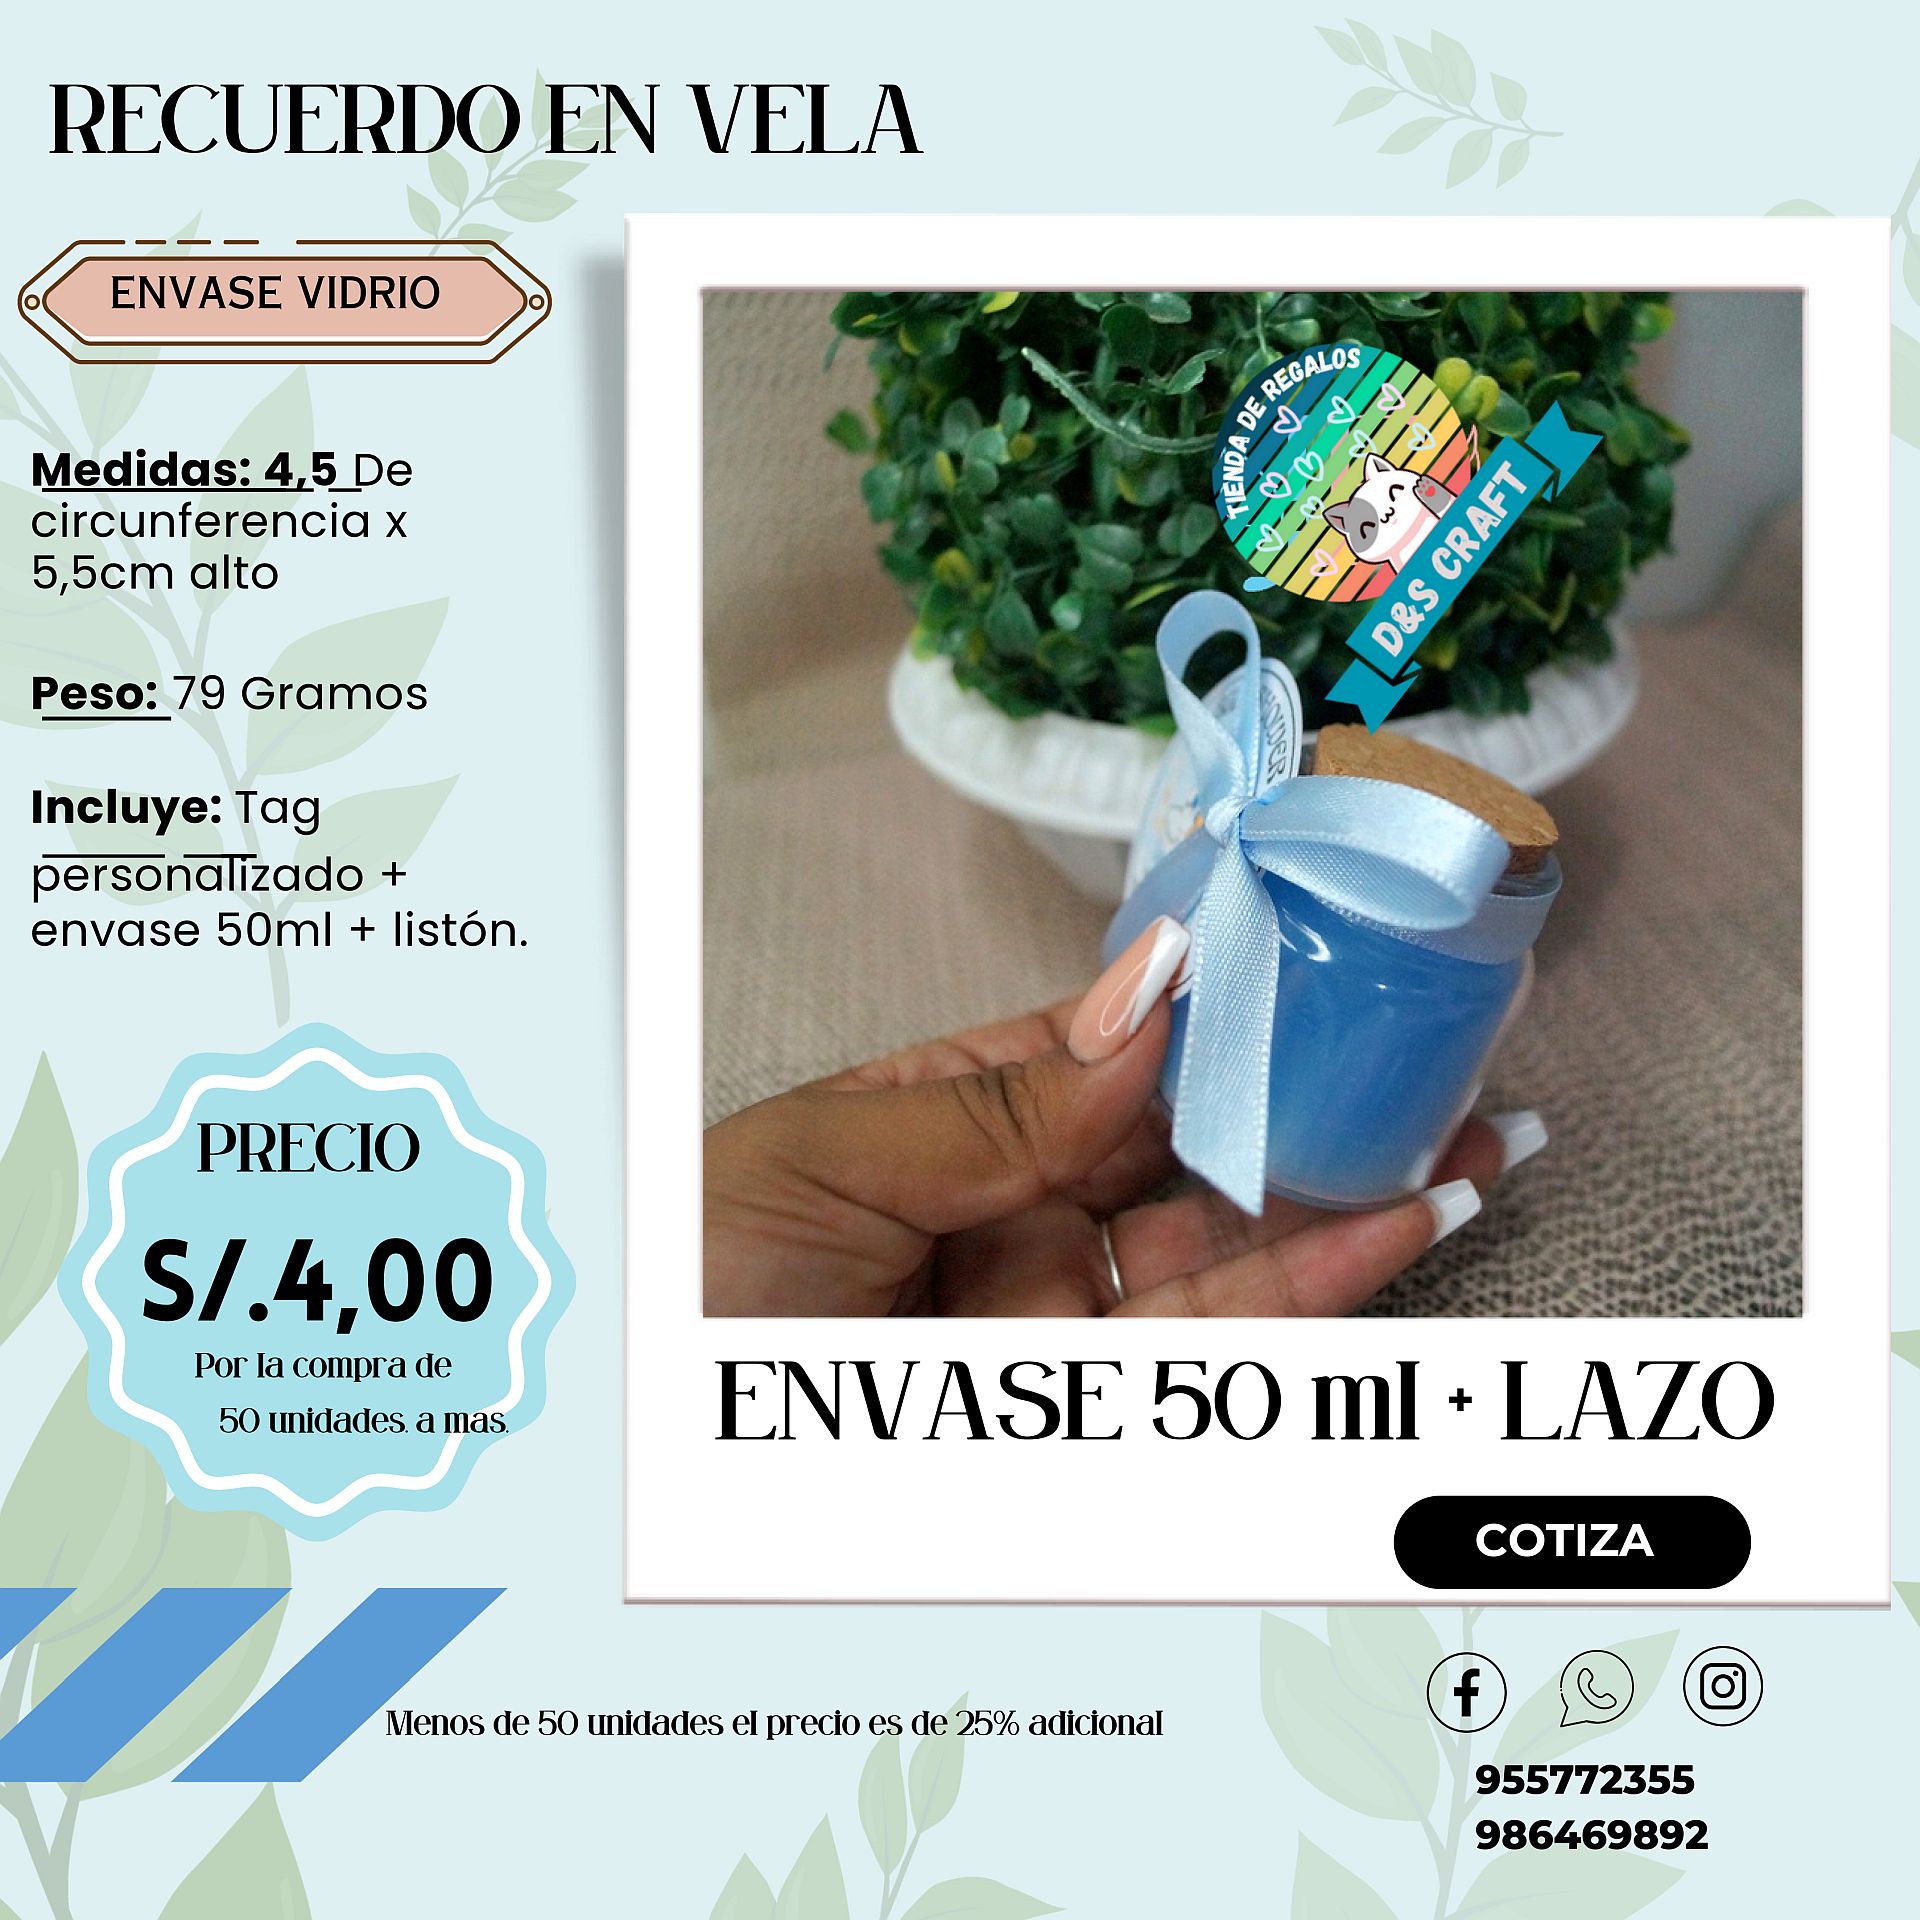 RECUERDO EN VELA
ENVASE VIDRIO
Medidas: 4,5 De
circunferencia x
5,5cm alto
Peso: 79 Gramos
Incluye: Tag
personalizado +
envase 50ml + listón.
PRECIO
S/.4,00
Por la compra de
50 unidades. a mas.
TIENDA DE REGALOS
D&S CRAFT
SHOWER
ENVASE 50 ml + LAZO
COTIZA
Menos de 50 unidades el precio es de 25% adicional
955772355
986469892